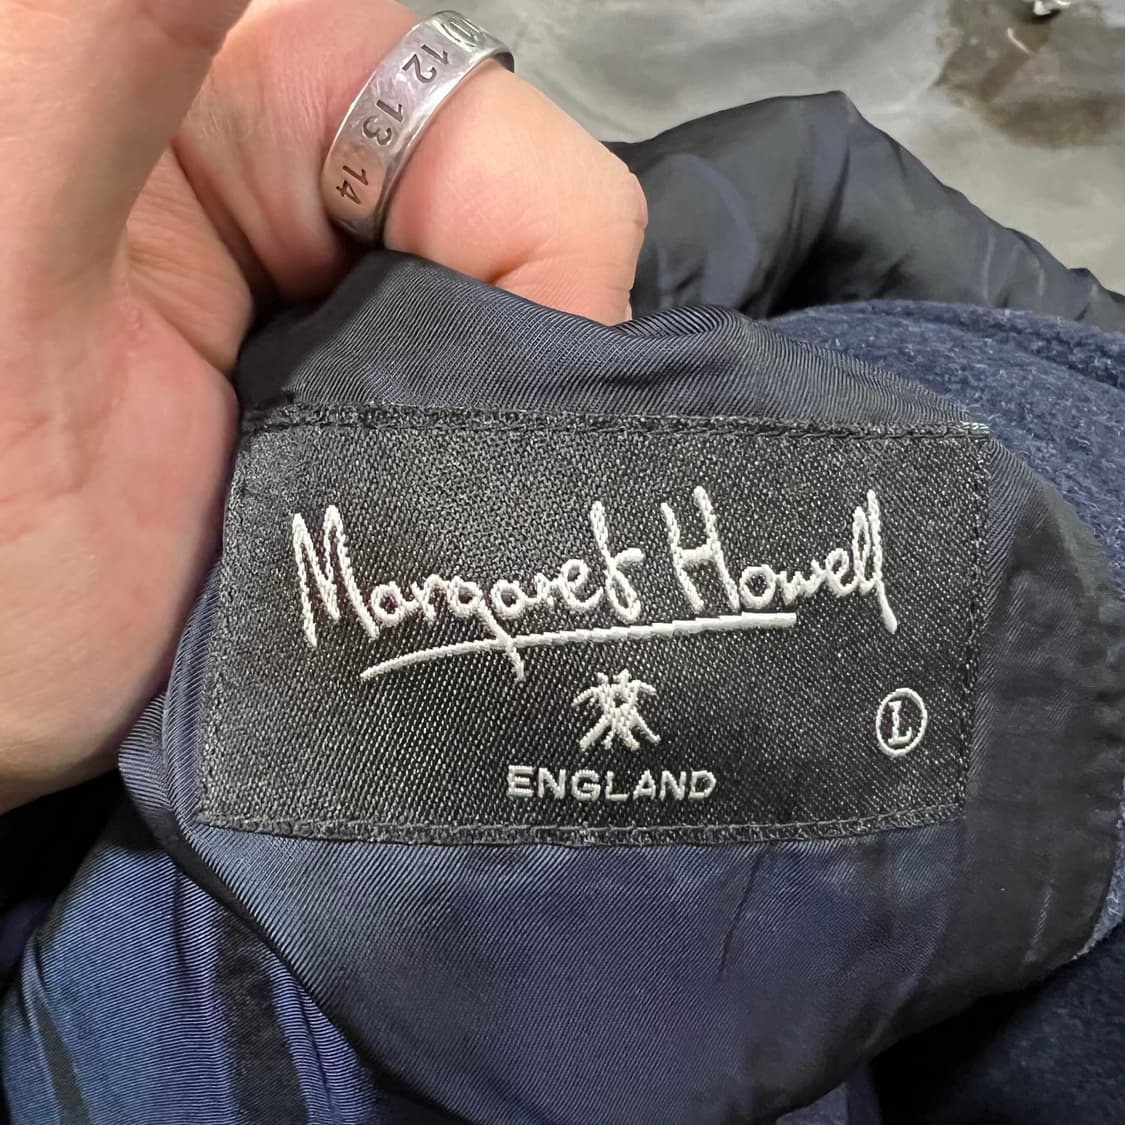 12 13 14
Margaret Howell
L
ENGLAND